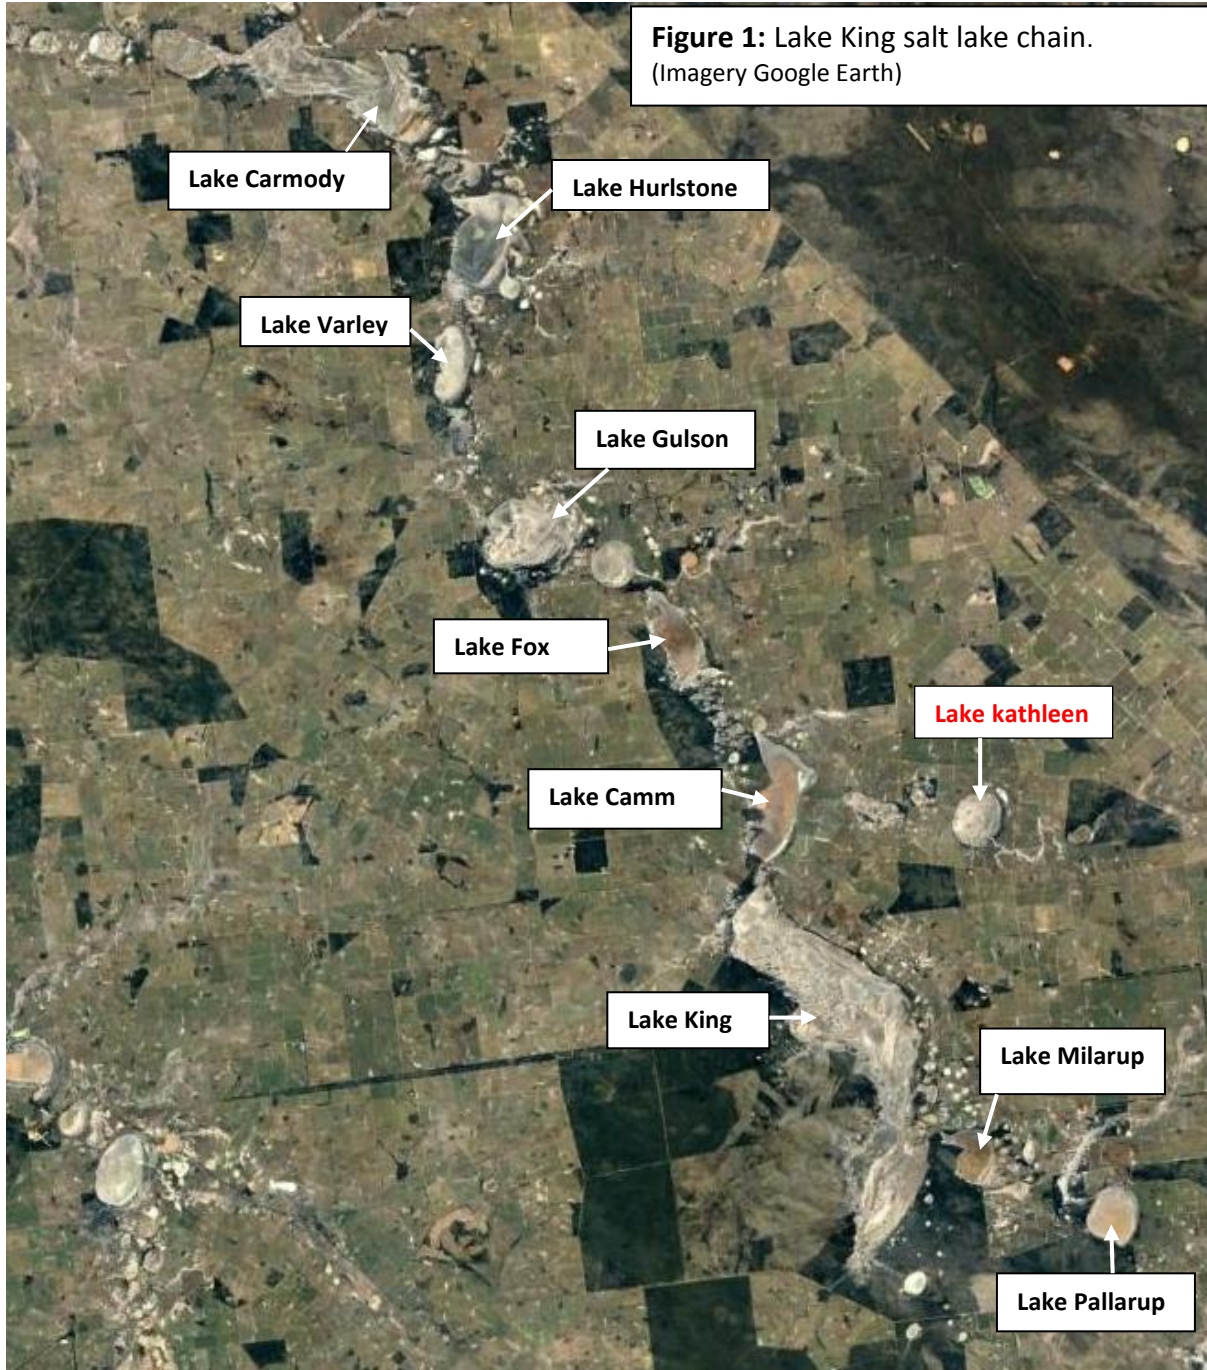 Figure 1: Lake King salt lake chain.
(Imagery Google Earth)
Lake Carmody
Lake Hurlstone
Lake Varley
Lake Gulson
Lake Fox
Lake kathleen
Lake Camm
Lake King
Lake Milarup
Lake Pallarup